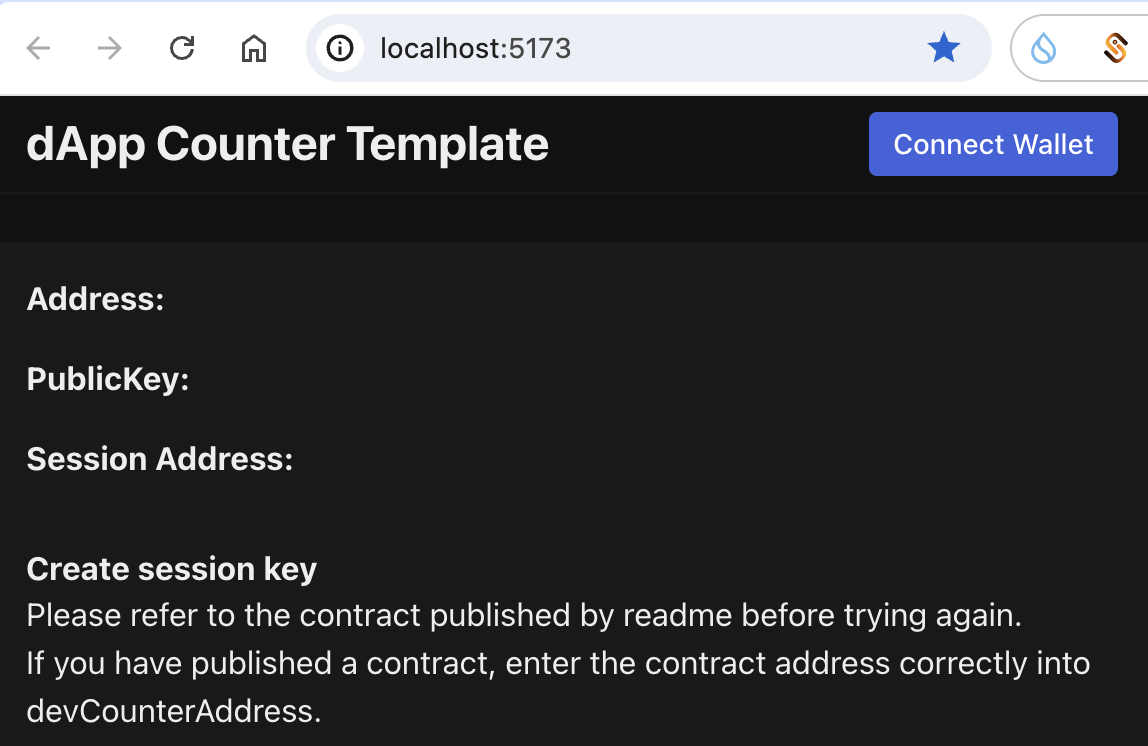 localhost:5173
dApp Counter Template
Connect Wallet
Address:
PublicKey:
Session Address:
Create session key
Please refer to the contract published by readme before trying again.
If you have published a contract, enter the contract address correctly into
devCounterAddress.